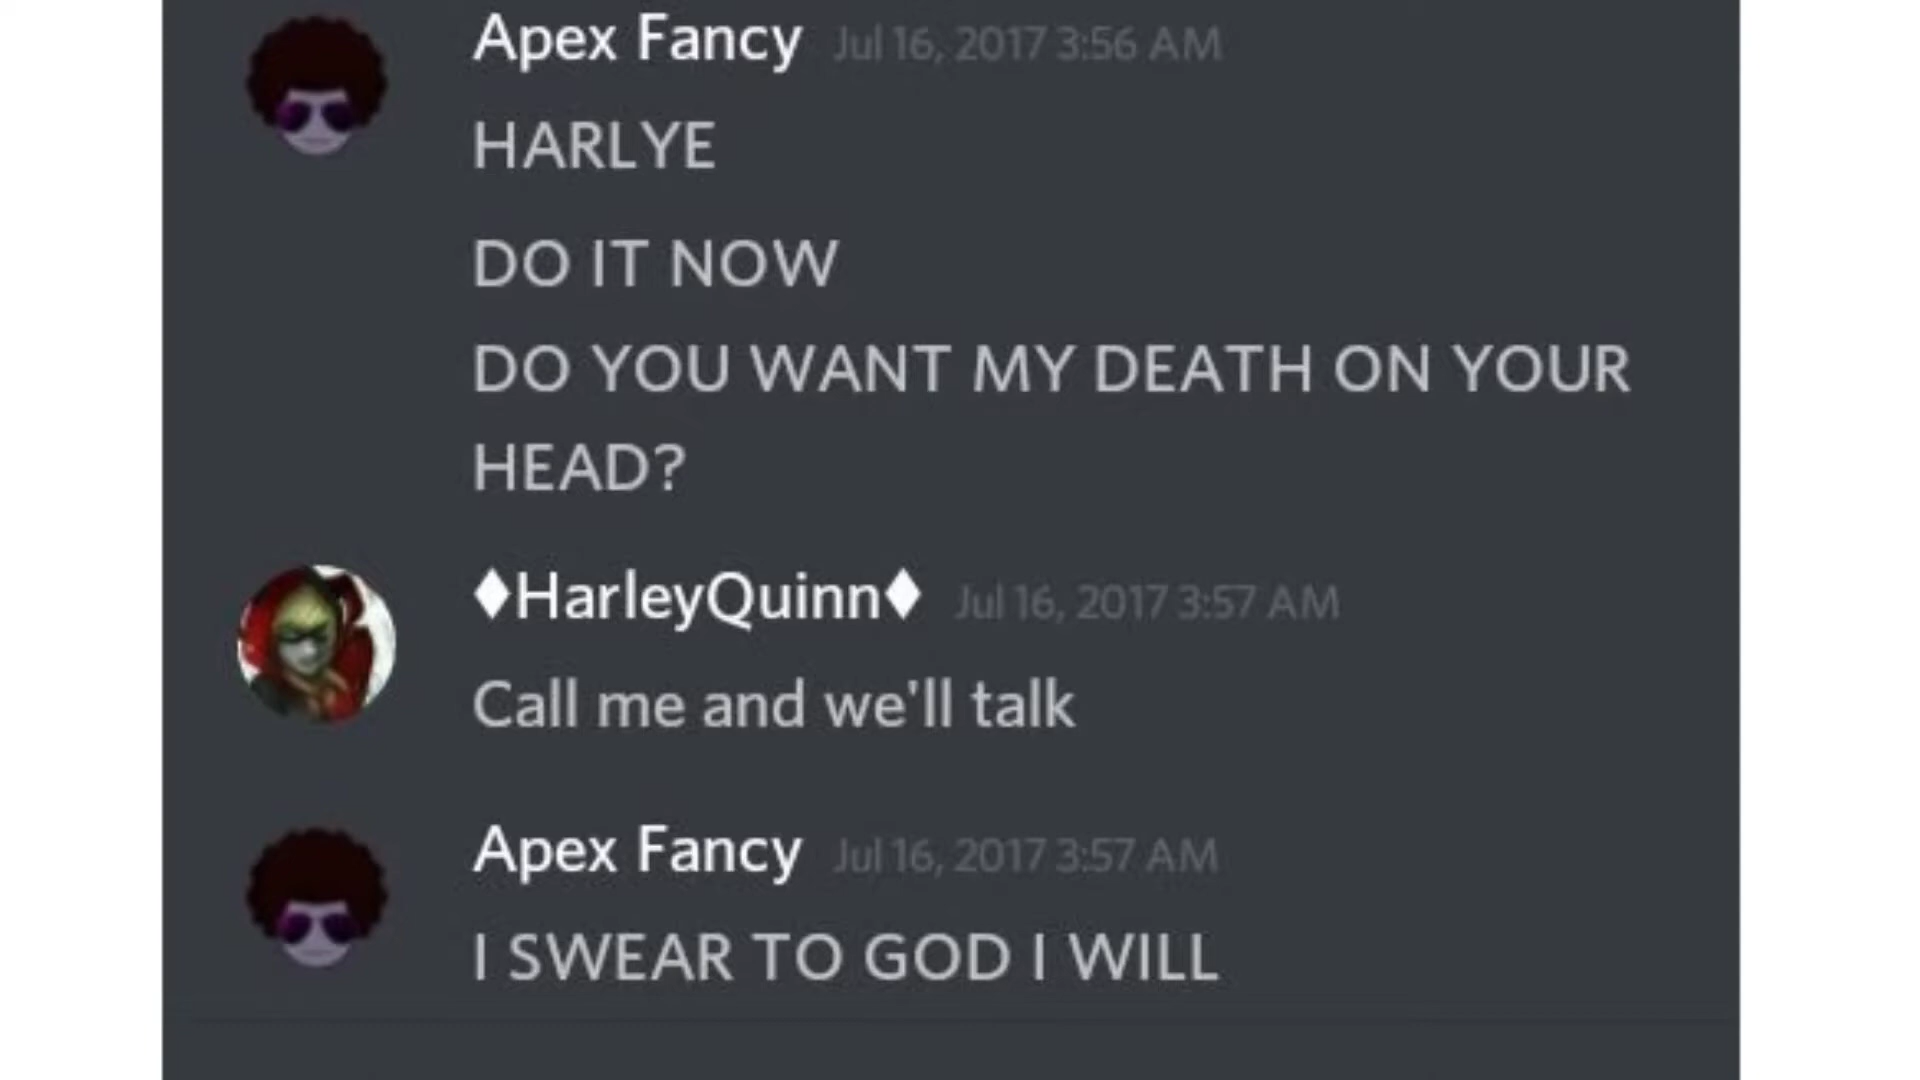 Apex Fancy Jul 16, 2017 3:56 AM
HARLYE
DO IT NOW
DO YOU WANT MY DEATH ON YOUR
HEAD?
♦HarleyQuinn♦ Jul 16, 2017 3:57 AM
Call me and we'll talk
Apex Fancy Jul 16, 2017 3:57 AM
I SWEAR TO GOD I WILL